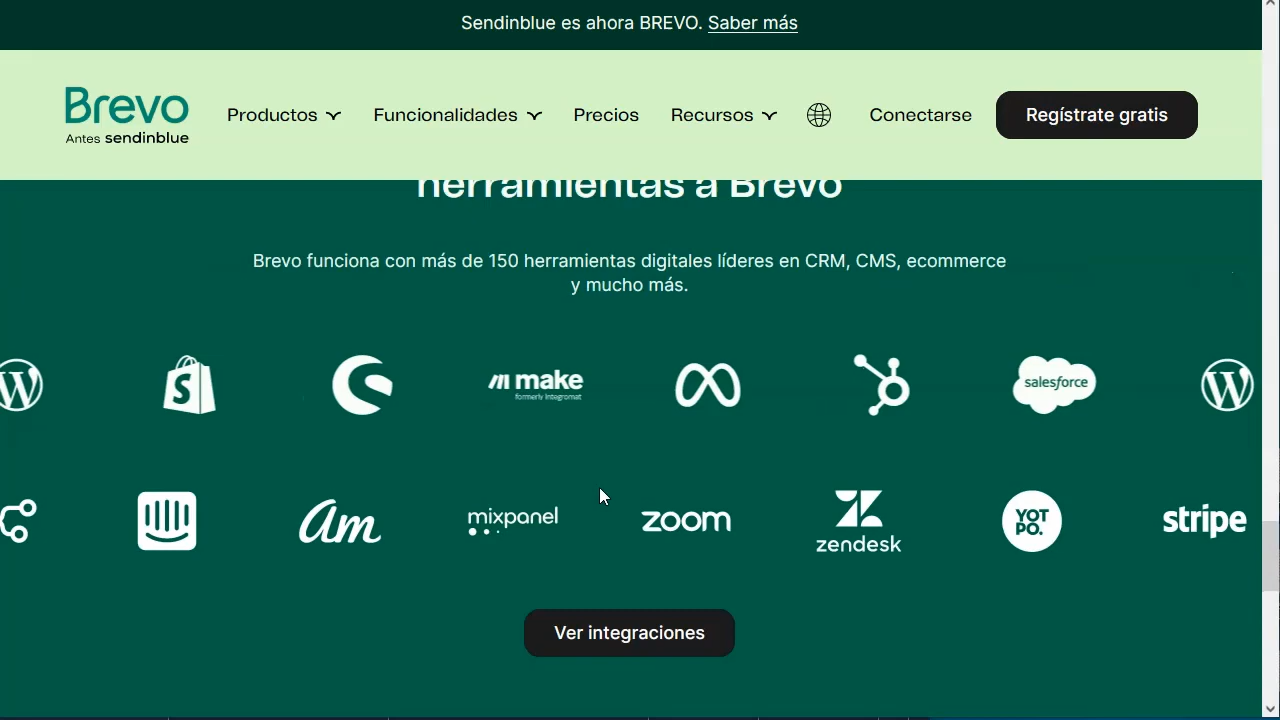 Sendinblue es ahora BREVO. Saber más
Brevo
Antes sendinblue
Productos
Funcionalidades
Precios
Recursos
Conectarse
Regístrate gratis
herramientas a Brevo
Brevo funciona con más de 150 herramientas digitales líderes en CRM, CMS, ecommerce
y mucho más.
W
S
make
formerly Integromat
salesforce
W
am
mixpanel
zoom
zendesk
YOT
PO.
stripe
Ver integraciones